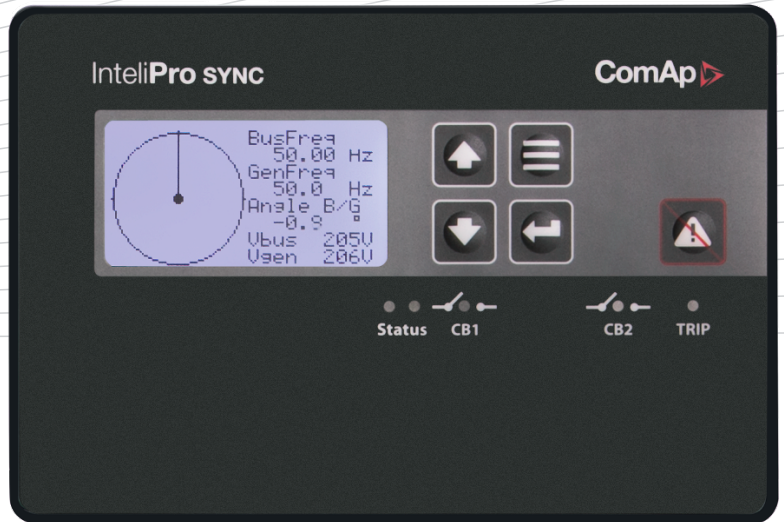 InteliPro SYNC
ComAp
BusFreq
50.00 Hz
GenFreq
50.0 Hz
Angle B/G
-0.9 °
Vbus 205V
Vgen 206V
Status CB1 CB2 TRIP